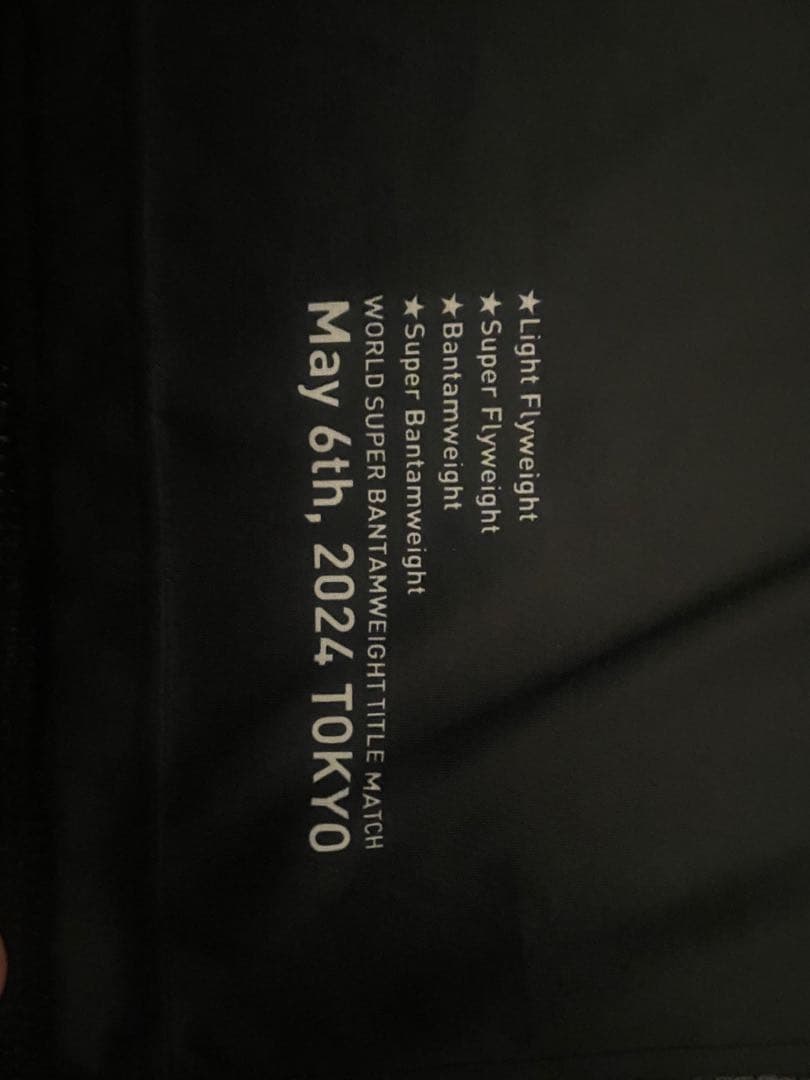 ★Light Flyweight
★Super Flyweight
★Bantamweight
★Super Bantamweight
WORLD SUPER BANTAMWEIGHT TITLE MATCH
May 6th, 2024 TOKYO